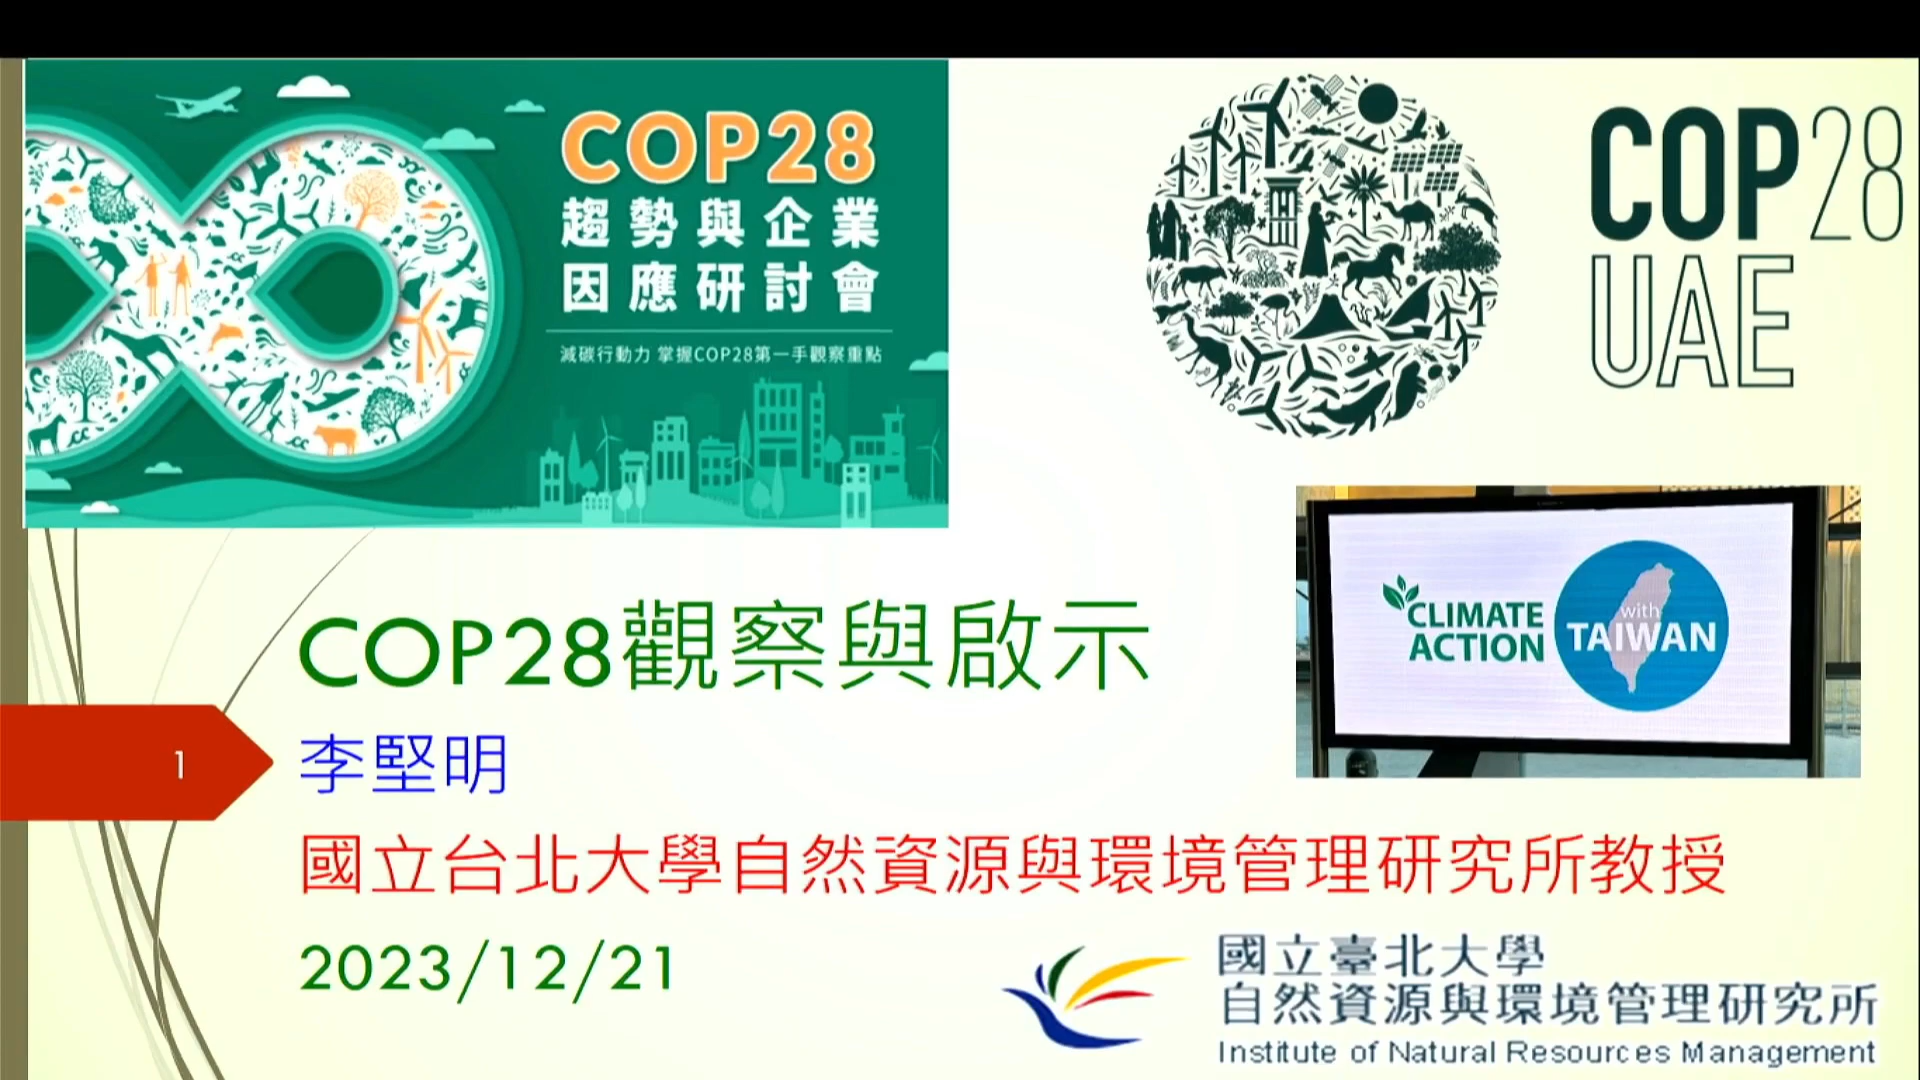 COP28
趨勢與企業
因應研討會
減碳行動力 掌握COP28第一手觀察重點
COP28
UAE
CLIMATE
ACTION
with
TAIWAN
COP28觀察與啟示
李堅明
1
國立台北大學自然資源與環境管理研究所教授
2023/12/21
國立臺北大學
自然資源與環境管理研究所
Institute of Natural Resources Management